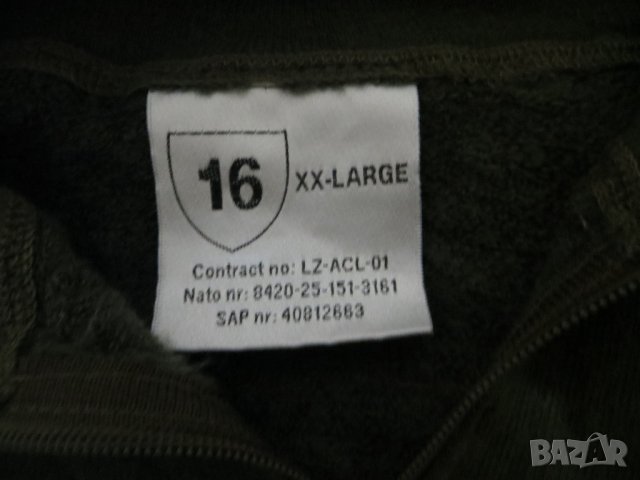 16
XX-LARGE
Contract no: LZ-ACL-01
Nato nr: 8420-25-151-3161
SAP nr: 40812663
BAZAR